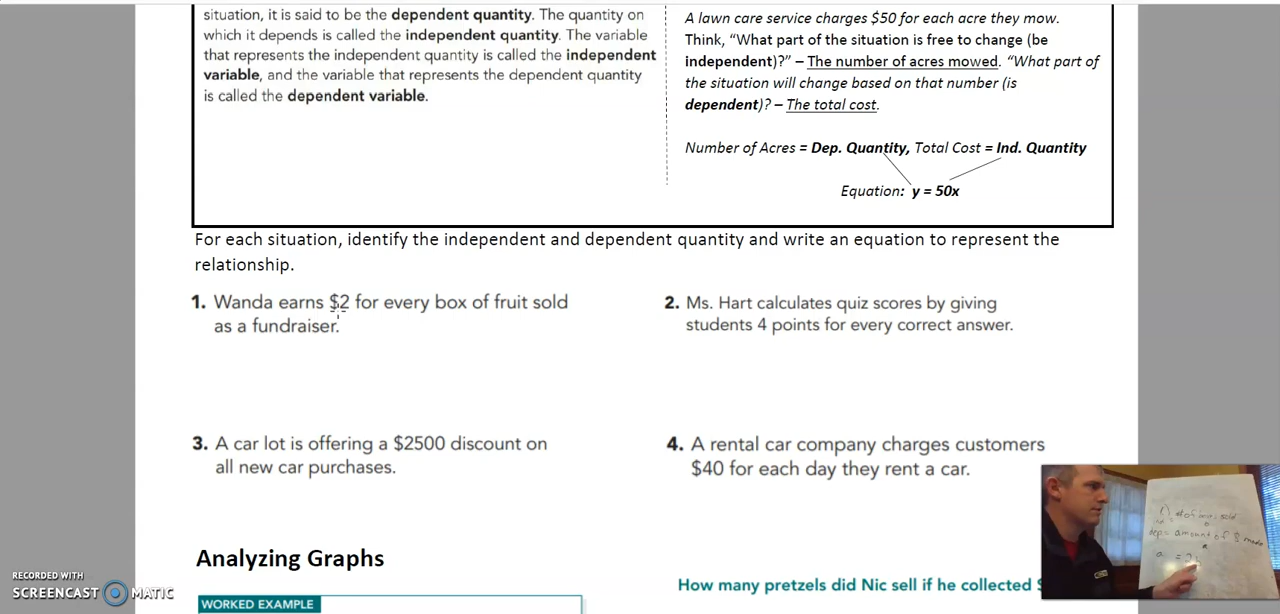 situation, it is said to be the dependent quantity. The quantity on
which it depends is called the independent quantity. The variable
that represents the independent quantity is called the independent
variable, and the variable that represents the dependent quantity
is called the dependent variable.
A lawn care service charges $50 for each acre they mow.
Think, “What part of the situation is free to change (be
independent)?” – The number of acres mowed. “What part of
the situation will change based on that number (is
dependent)? – The total cost.
Number of Acres = Dep. Quantity, Total Cost = Ind. Quantity
Equation: y = 50x
For each situation, identify the independent and dependent quantity and write an equation to represent the
relationship.
1. Wanda earns $2 for every box of fruit sold
as a fundraiser.
2. Ms. Hart calculates quiz scores by giving
students 4 points for every correct answer.
3. A car lot is offering a $2500 discount on
all new car purchases.
4. A rental car company charges customers
$40 for each day they rent a car.
1) # of sold
amount of $ made
a = 2
Analyzing Graphs
How many pretzels did Nic sell if he collected
WORKED EXAMPLE
RECORDED WITH
SCREENCAST MATIC